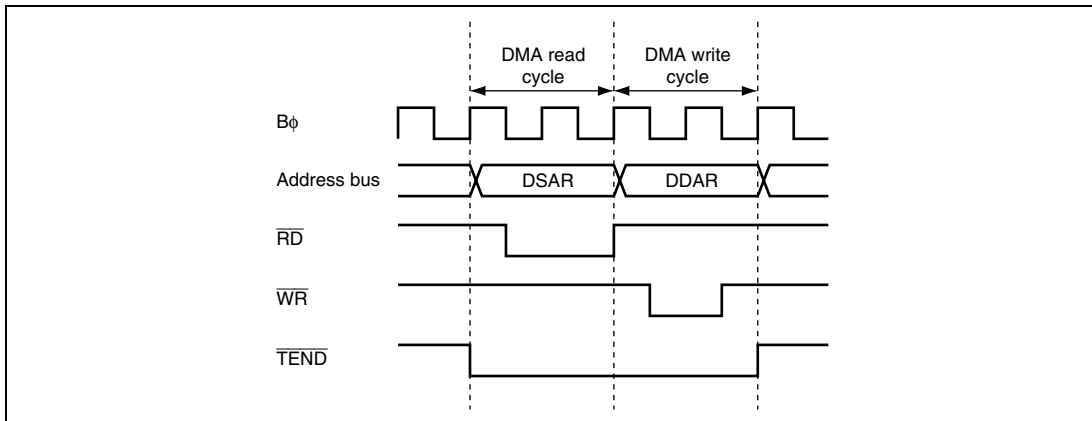 DMA read cycle
DMA write cycle
Bφ
Address bus
DSAR
DDAR
RD
WR
TEND